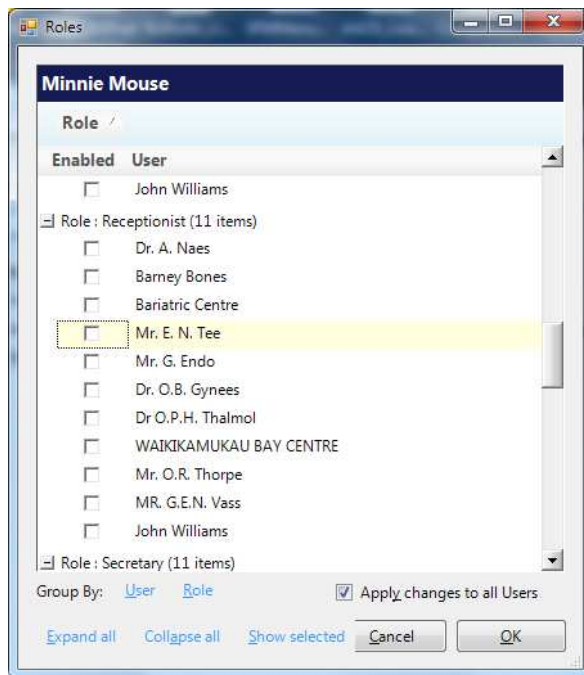 Roles
Minnie Mouse
Role
Enabled User
John Williams
Role : Receptionist (11 items)
Dr. A. Naes
Barney Bones
Bariatric Centre
Mr. E. N. Tee
Mr. G. Endo
Dr. O.B. Gynees
Dr O.P.H. Thalmol
WAIKIKAMUKAU BAY CENTRE
Mr. O.R. Thorpe
MR. G.E.N. Vass
John Williams
Role : Secretary (11 items)
Group By: User Role Apply changes to all Users
Expand all Collapse all Show selected Cancel OK